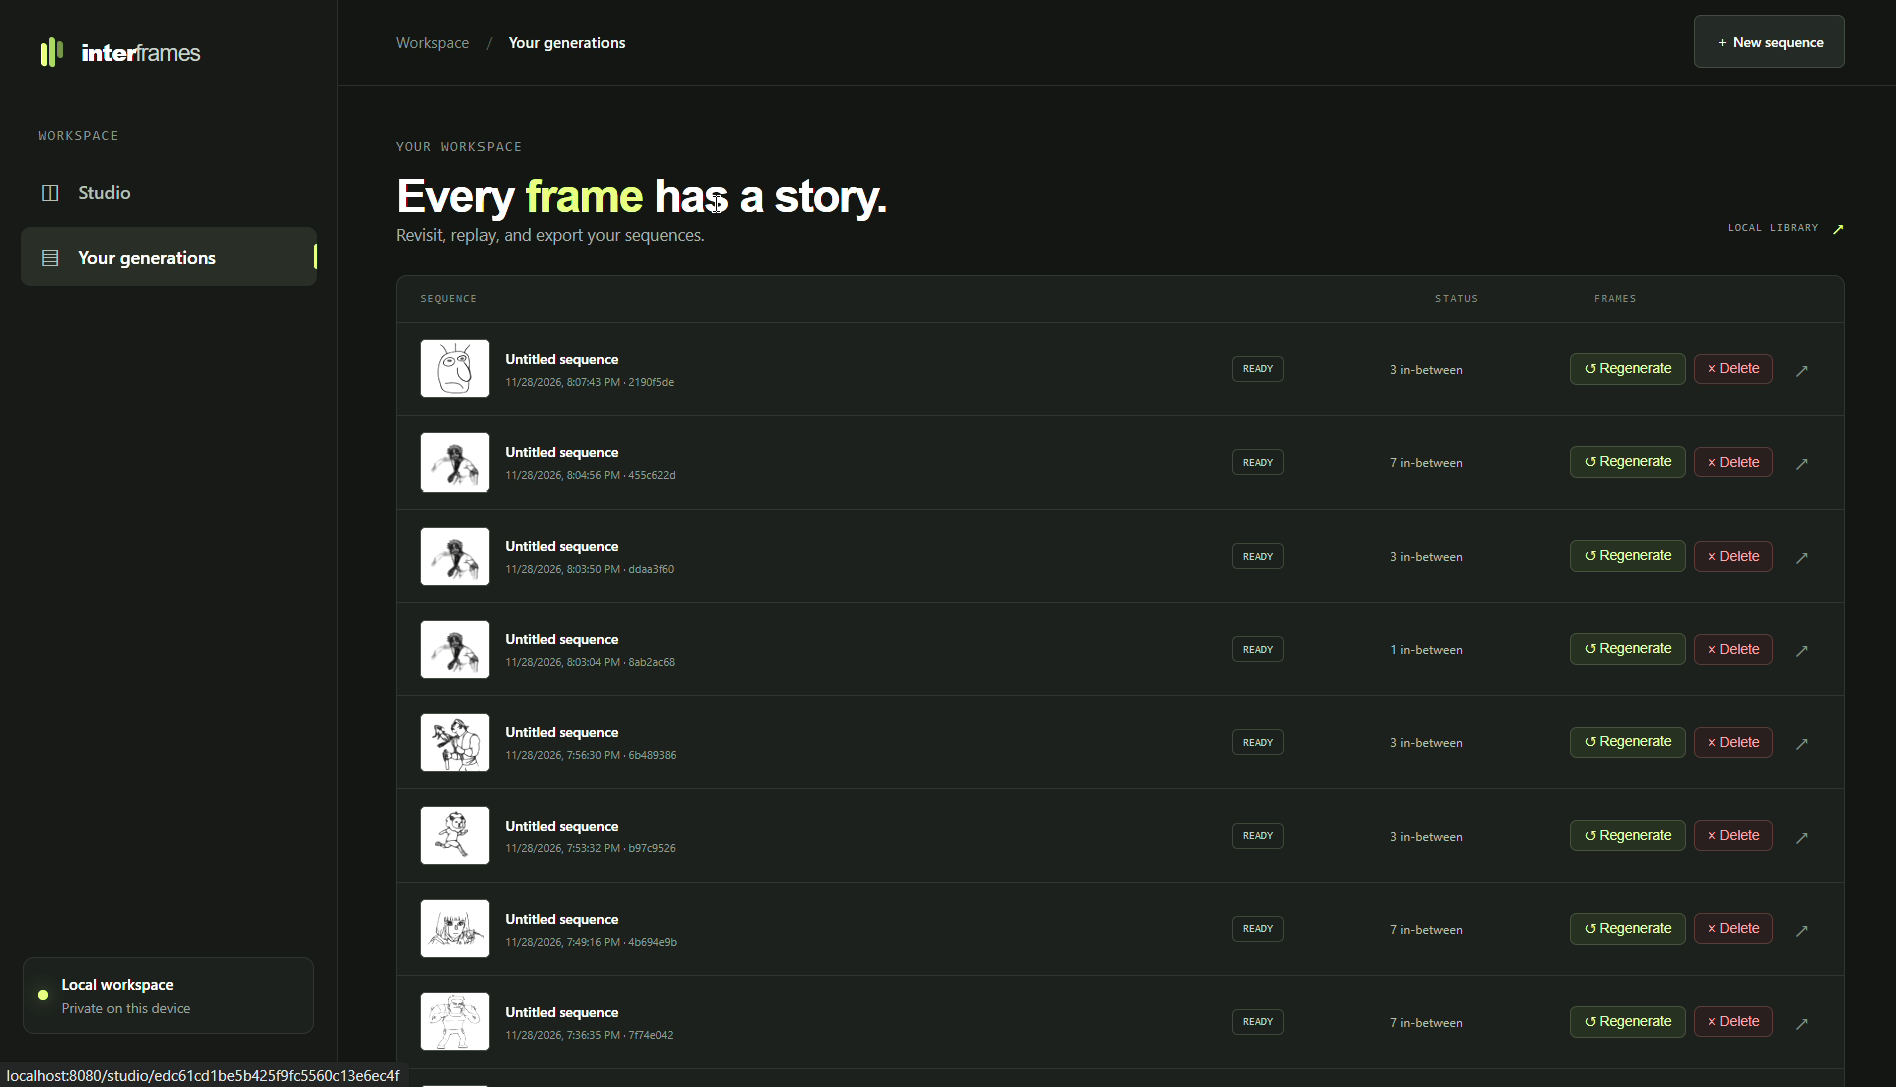 interframes
Workspace / Your generations
+ New sequence
WORKSPACE
Studio
Your generations
YOUR WORKSPACE
Every frame has a story.
Revisit, replay, and export your sequences.
LOCAL LIBRARY ↗
SEQUENCE STATUS FRAMES
Untitled sequence
11/28/2026, 8:07:43 PM · 2190f5de
READY 3 in-between ↺ Regenerate × Delete ↗
Untitled sequence
11/28/2026, 8:04:56 PM · 455c622d
READY 7 in-between ↺ Regenerate × Delete ↗
Untitled sequence
11/28/2026, 8:03:50 PM · ddaa3f60
READY 3 in-between ↺ Regenerate × Delete ↗
Untitled sequence
11/28/2026, 8:03:04 PM · 8ab2ac68
READY 1 in-between ↺ Regenerate × Delete ↗
Untitled sequence
11/28/2026, 7:56:30 PM · 6b489386
READY 3 in-between ↺ Regenerate × Delete ↗
Untitled sequence
11/28/2026, 7:53:32 PM · b97c9526
READY 3 in-between ↺ Regenerate × Delete ↗
Untitled sequence
11/28/2026, 7:49:16 PM · 4b694e9b
READY 7 in-between ↺ Regenerate × Delete ↗
Untitled sequence
11/28/2026, 7:36:35 PM · 7f74e042
READY 7 in-between ↺ Regenerate × Delete ↗
Local workspace
Private on this device
localhost:8080/studio/edc61cd1be5b425f9fc5560c13e6ec4f